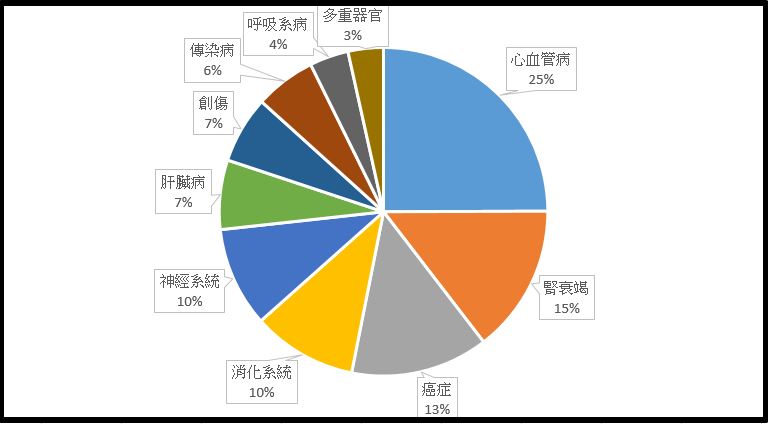 心血管病
25%
腎衰竭
15%
癌症
13%
消化系統
10%
神經系統
10%
肝臟病
7%
創傷
7%
傳染病
6%
呼吸系病
4%
多重器官
3%